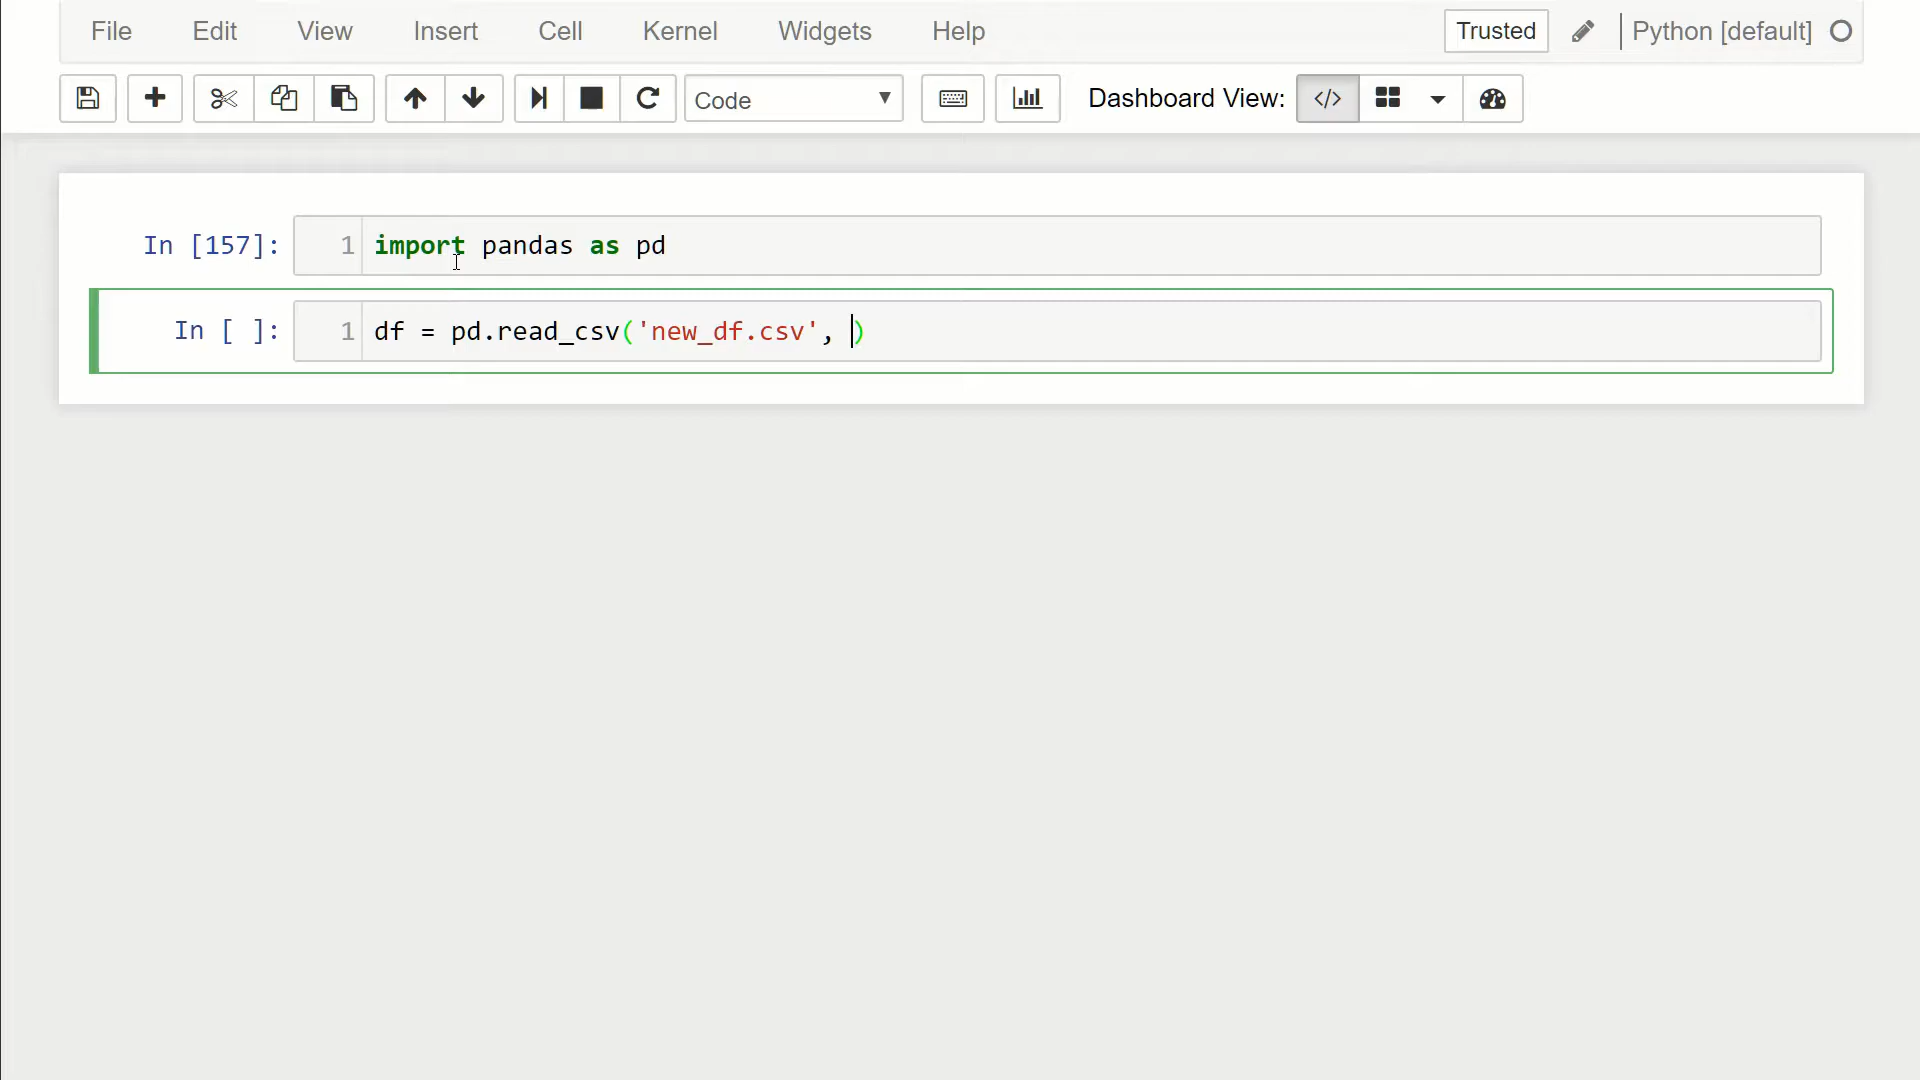 File Edit View Insert Cell Kernel Widgets Help Trusted Python [default]
Code Dashboard View: </>
In [157]: 1 import pandas as pd
In [ ]: 1 df = pd.read_csv('new_df.csv', )